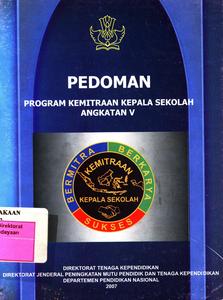 PEDOMAN
PROGRAM KEMITRAAN KEPALA SEKOLAH
ANGKATAN V
BERMITRA BERKARYA
KEMITRAAN
KEPALA SEKOLAH
SUKSES
AKAAN
Direktorat
dayaan
DIREKTORAT TENAGA KEPENDIDIKAN
DIREKTORAT JENDERAL PENINGKATAN MUTU PENDIDIK DAN TENAGA KEPENDIDIKAN
DEPARTEMEN PENDIDIKAN NASIONAL
2007